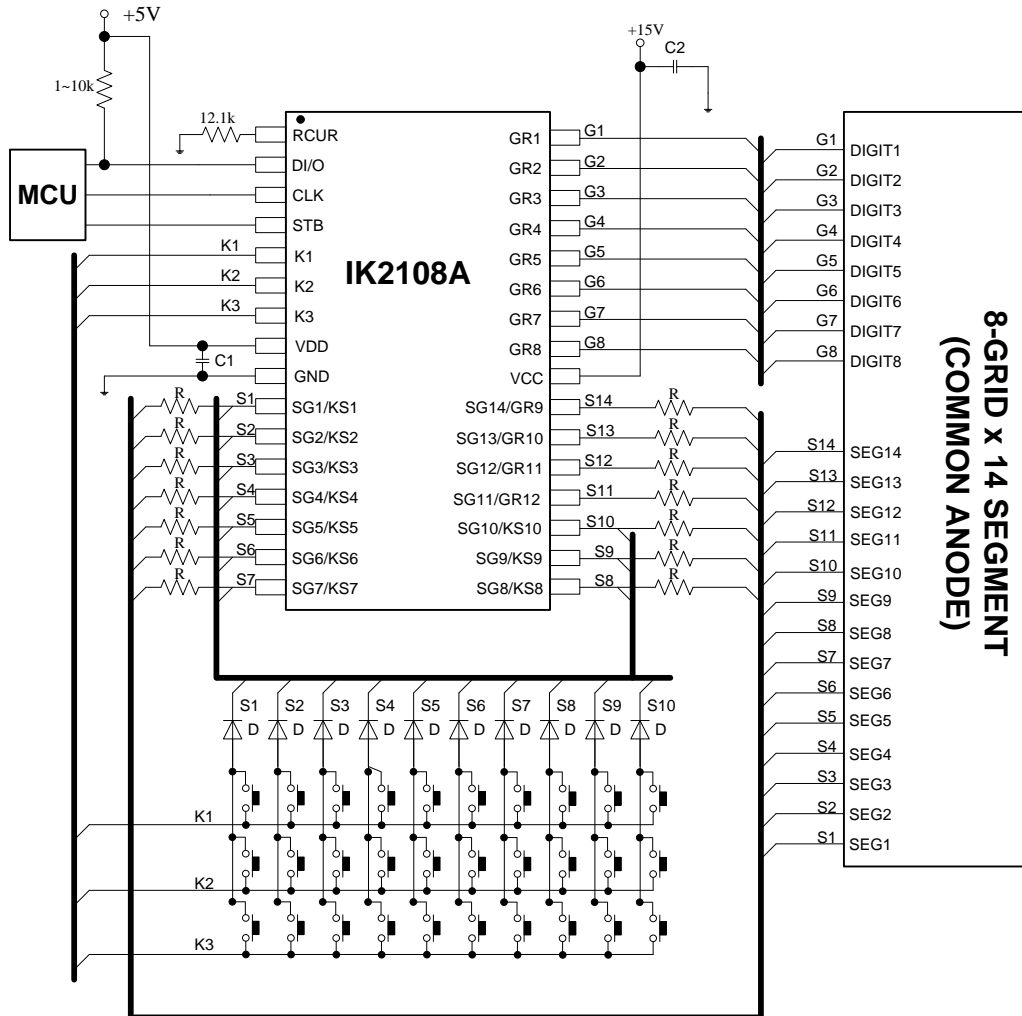 +5V
1~10k
MCU
12.1k
RCUR
DI/O
CLK
STB
K1 K1
K2 K2
K3 K3
VDD
C1
GND
R S1 SG1/KS1
R S2 SG2/KS2
R S3 SG3/KS3
R S4 SG4/KS4
R S5 SG5/KS5
R S6 SG6/KS6
R S7 SG7/KS7
IK2108A
+15V
C2
GR1 G1
GR2 G2
GR3 G3
GR4 G4
GR5 G5
GR6 G6
GR7 G7
GR8 G8
VCC
SG14/GR9 S14 R
SG13/GR10 S13 R
SG12/GR11 S12 R
SG11/GR12 S11 R
SG10/KS10 S10 R
SG9/KS9 S9 R
SG8/KS8 S8 R
G1 DIGIT1
G2 DIGIT2
G3 DIGIT3
G4 DIGIT4
G5 DIGIT5
G6 DIGIT6
G7 DIGIT7
G8 DIGIT8
S14 SEG14
S13 SEG13
S12 SEG12
S11 SEG11
S10 SEG10
S9 SEG9
S8 SEG8
S7 SEG7
S6 SEG6
S5 SEG5
S4 SEG4
S3 SEG3
S2 SEG2
S1 SEG1
8-GRID x 14 SEGMENT
(COMMON ANODE)
S1 S2 S3 S4 S5 S6 S7 S8 S9 S10
D D D D D D D D D D
K1
K2
K3